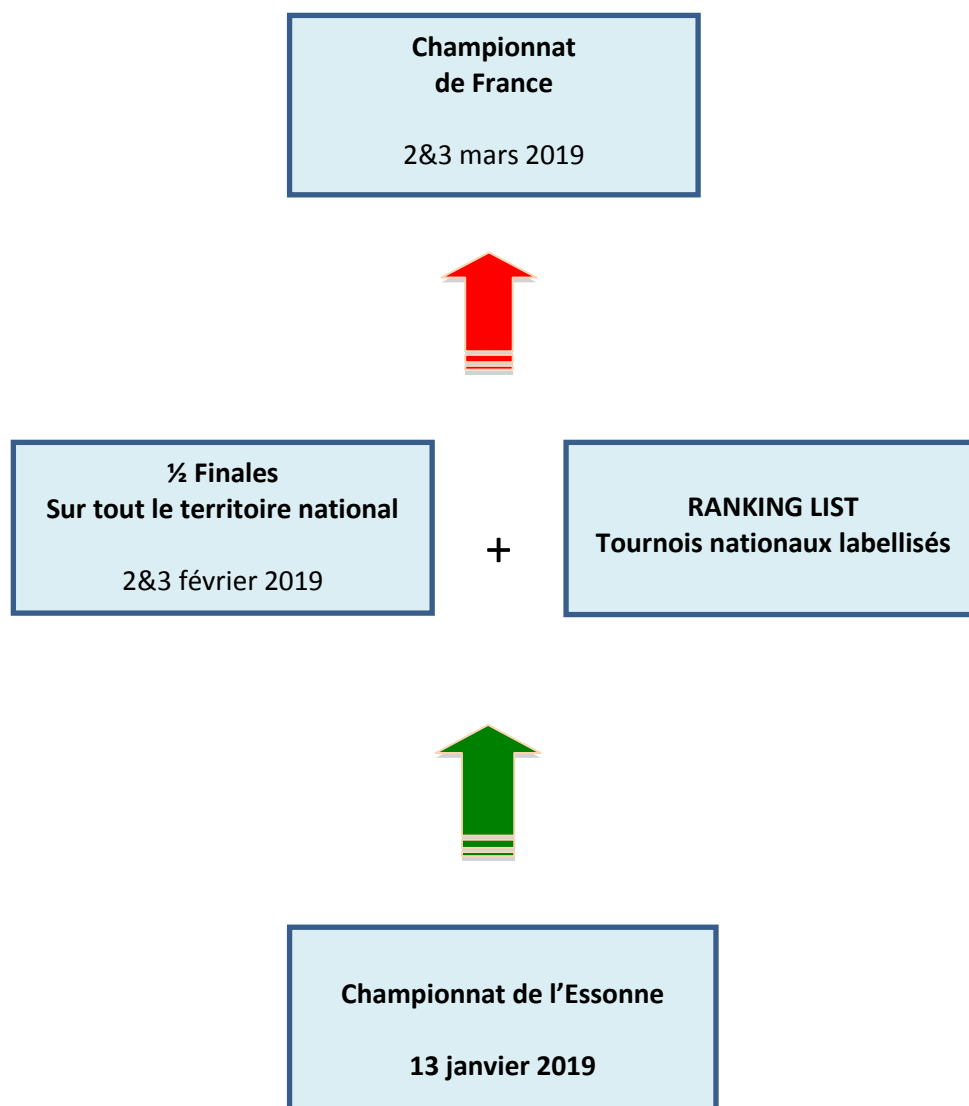 Championnat
de France
2&3 mars 2019
½ Finales
Sur tout le territoire national
2&3 février 2019
+
RANKING LIST
Tournois nationaux labellisés
Championnat de l’Essonne
13 janvier 2019